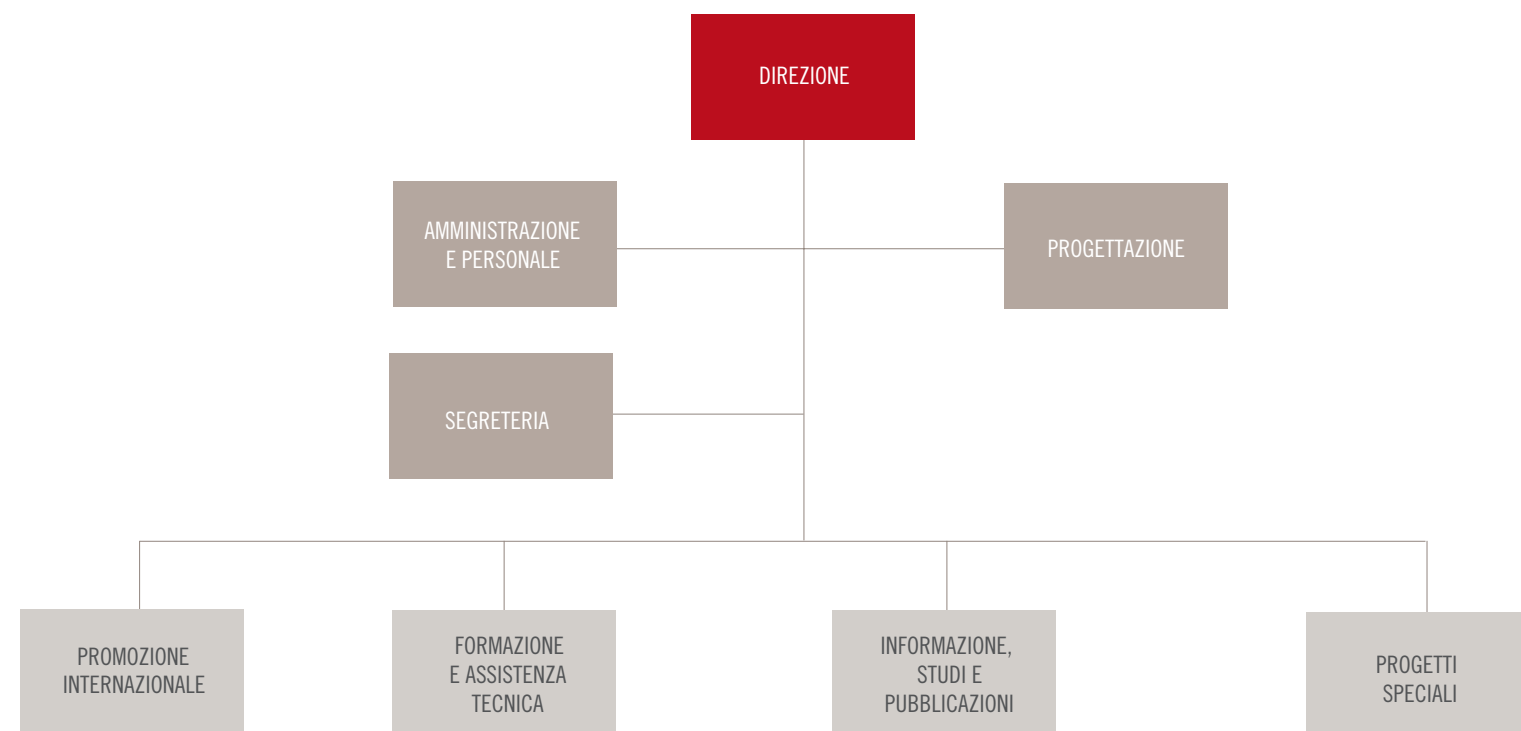 DIREZIONE
AMMINISTRAZIONE
E PERSONALE
PROGETTAZIONE
SEGRETERIA
PROMOZIONE
INTERNAZIONALE
FORMAZIONE
E ASSISTENZA
TECNICA
INFORMAZIONE,
STUDI E
PUBBLICAZIONI
PROGETTI
SPECIALI